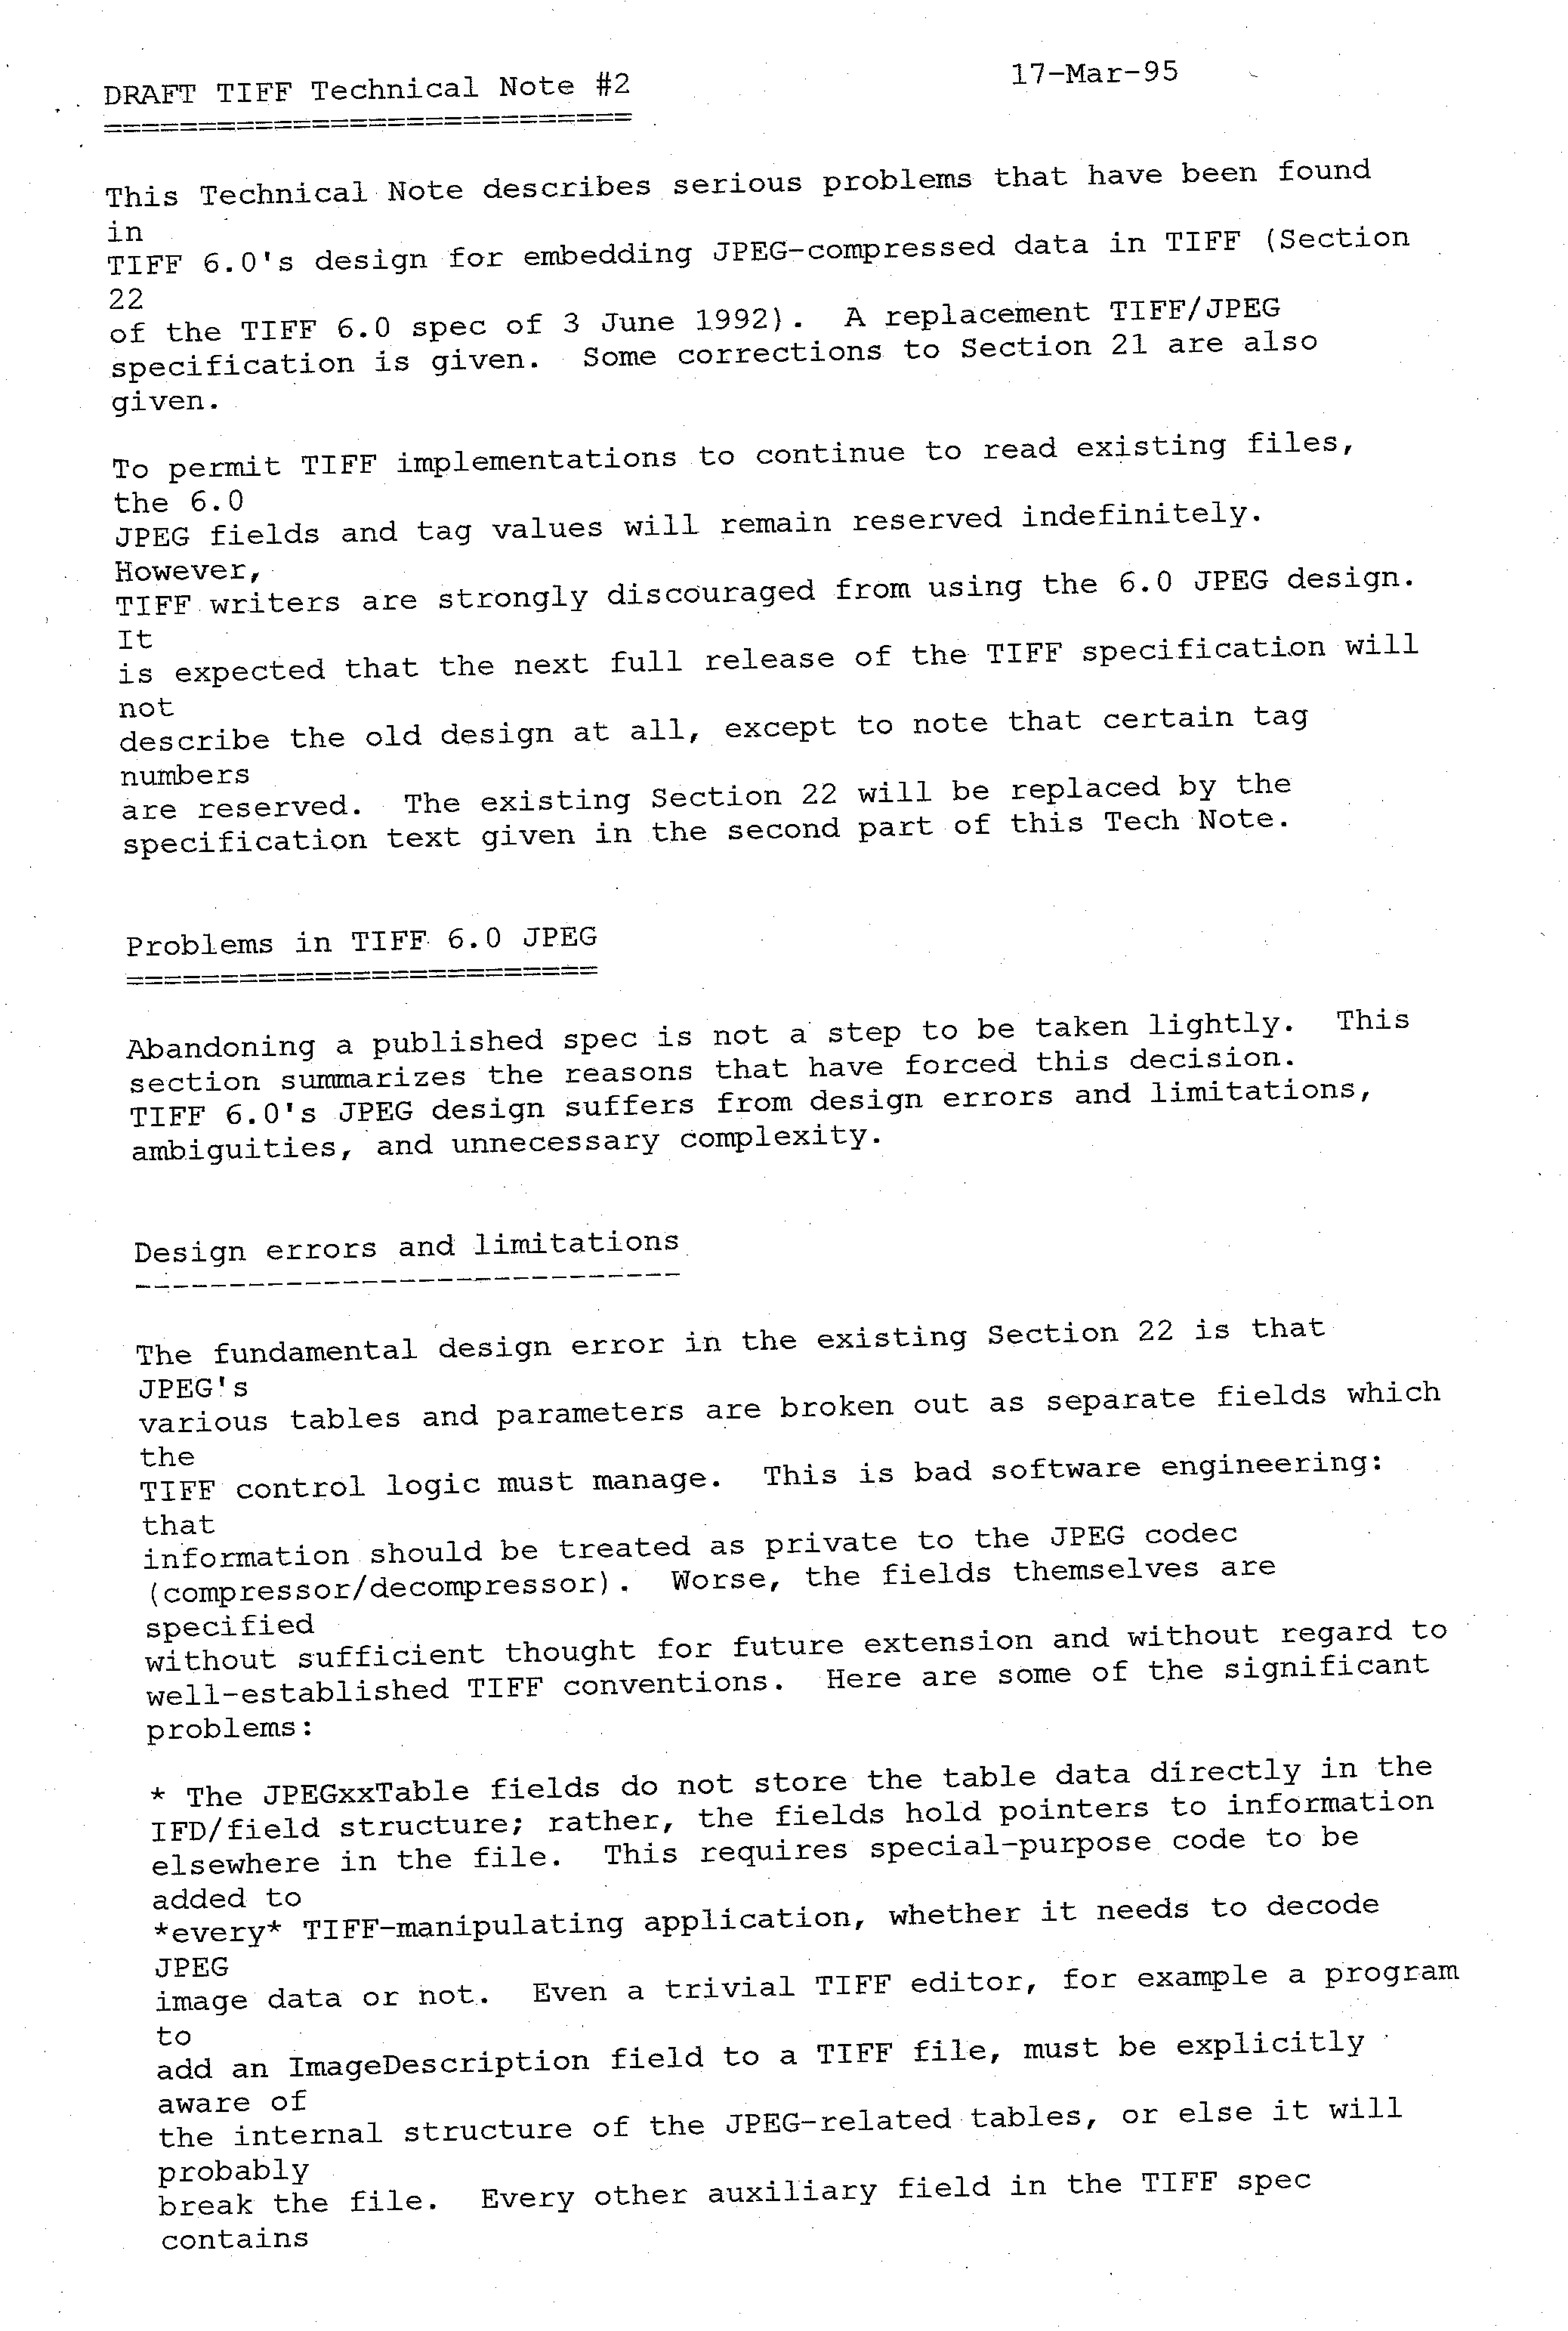 DRAFT TIFF Technical Note #2                    17-Mar-95
============================
This Technical Note describes serious problems that have been found
in
TIFF 6.0's design for embedding JPEG-compressed data in TIFF (Section
22
of the TIFF 6.0 spec of 3 June 1992).  A replacement TIFF/JPEG
specification is given.  Some corrections to Section 21 are also
given.
To permit TIFF implementations to continue to read existing files,
the 6.0
JPEG fields and tag values will remain reserved indefinitely.
However,
TIFF writers are strongly discouraged from using the 6.0 JPEG design.
It
is expected that the next full release of the TIFF specification will
not
describe the old design at all, except to note that certain tag
numbers
are reserved.  The existing Section 22 will be replaced by the
specification text given in the second part of this Tech Note.
Problems in TIFF 6.0 JPEG
=========================
Abandoning a published spec is not a step to be taken lightly.  This
section summarizes the reasons that have forced this decision.
TIFF 6.0's JPEG design suffers from design errors and limitations,
ambiguities, and unnecessary complexity.
Design errors and limitations
-----------------------------
The fundamental design error in the existing Section 22 is that
JPEG's
various tables and parameters are broken out as separate fields which
the
TIFF control logic must manage.  This is bad software engineering:
that
information should be treated as private to the JPEG codec
(compressor/decompressor).  Worse, the fields themselves are
specified
without sufficient thought for future extension and without regard to
well-established TIFF conventions.  Here are some of the significant
problems:
* The JPEGxxTable fields do not store the table data directly in the
IFD/field structure; rather, the fields hold pointers to information
elsewhere in the file.  This requires special-purpose code to be
added to
*every* TIFF-manipulating application, whether it needs to decode
JPEG
image data or not.  Even a trivial TIFF editor, for example a program
to
add an ImageDescription field to a TIFF file, must be explicitly
aware of
the internal structure of the JPEG-related tables, or else it will
probably
break the file.  Every other auxiliary field in the TIFF spec
contains